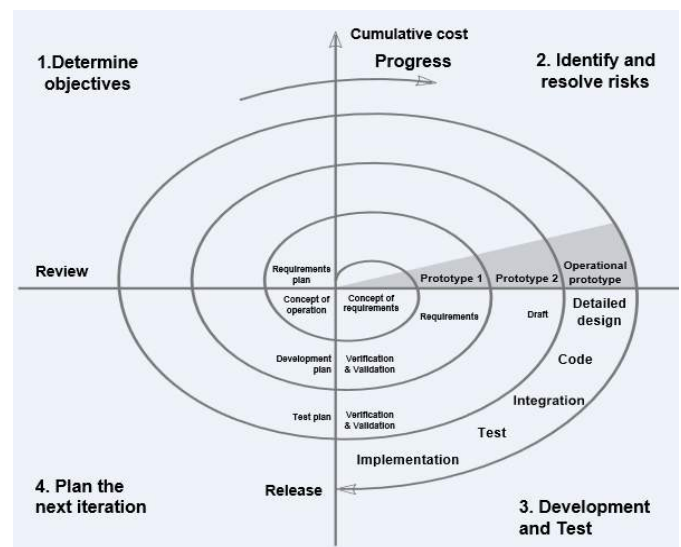 Cumulative cost
1.Determine
objectives
Progress
2. Identify and
resolve risks
Review
Requirements
plan
Prototype 1
Prototype 2
Operational
prototype
Concept of
operation
Concept of
requirements
Requirements
Draft
Detailed
design
Development
plan
Verification
& Validation
Code
Integration
Test plan
Verification
& Validation
Test
Implementation
4. Plan the
next iteration
Release
3. Development
and Test